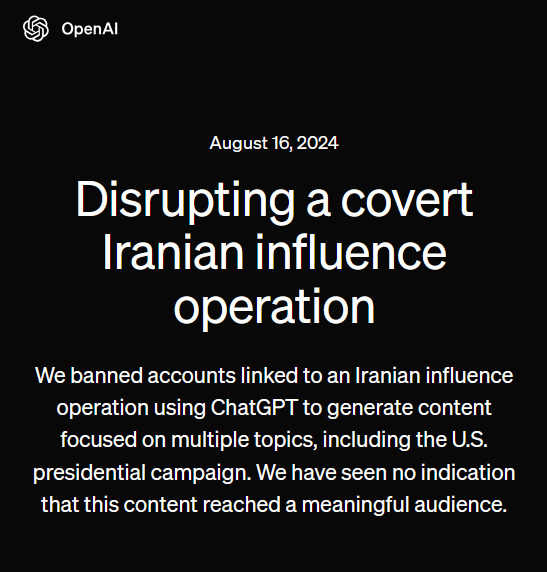 OpenAI
August 16, 2024
Disrupting a covert
Iranian influence
operation
We banned accounts linked to an Iranian influence
operation using ChatGPT to generate content
focused on multiple topics, including the U.S.
presidential campaign. We have seen no indication
that this content reached a meaningful audience.